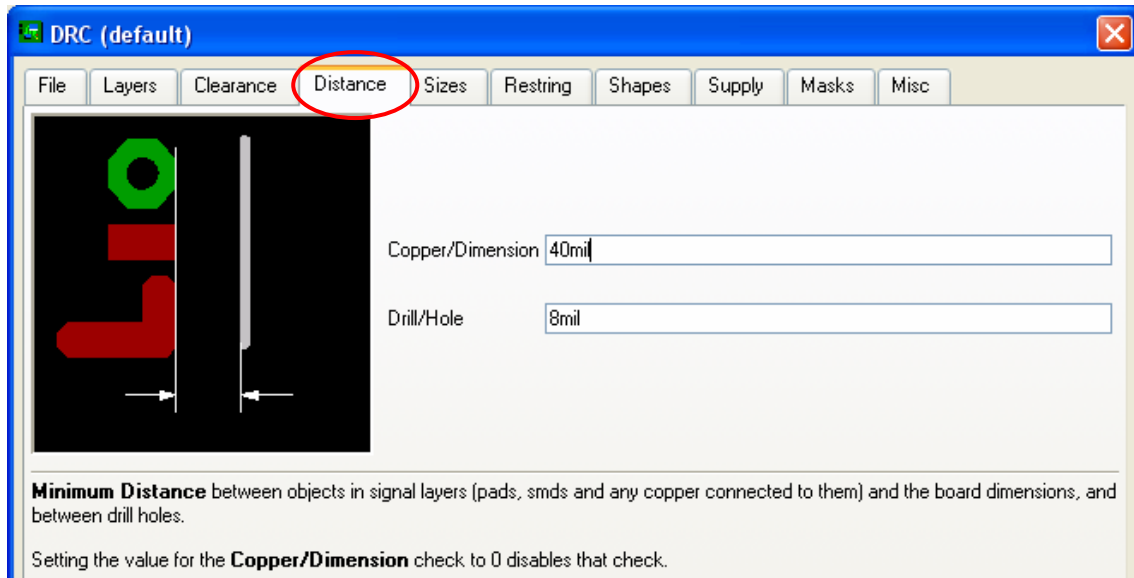 DRC (default)
File Layers Clearance Distance Sizes Restring Shapes Supply Masks Misc
Copper/Dimension 40mil
Drill/Hole 8mil
Minimum Distance between objects in signal layers (pads, smds and any copper connected to them) and the board dimensions, and
between drill holes.
Setting the value for the Copper/Dimension check to 0 disables that check.